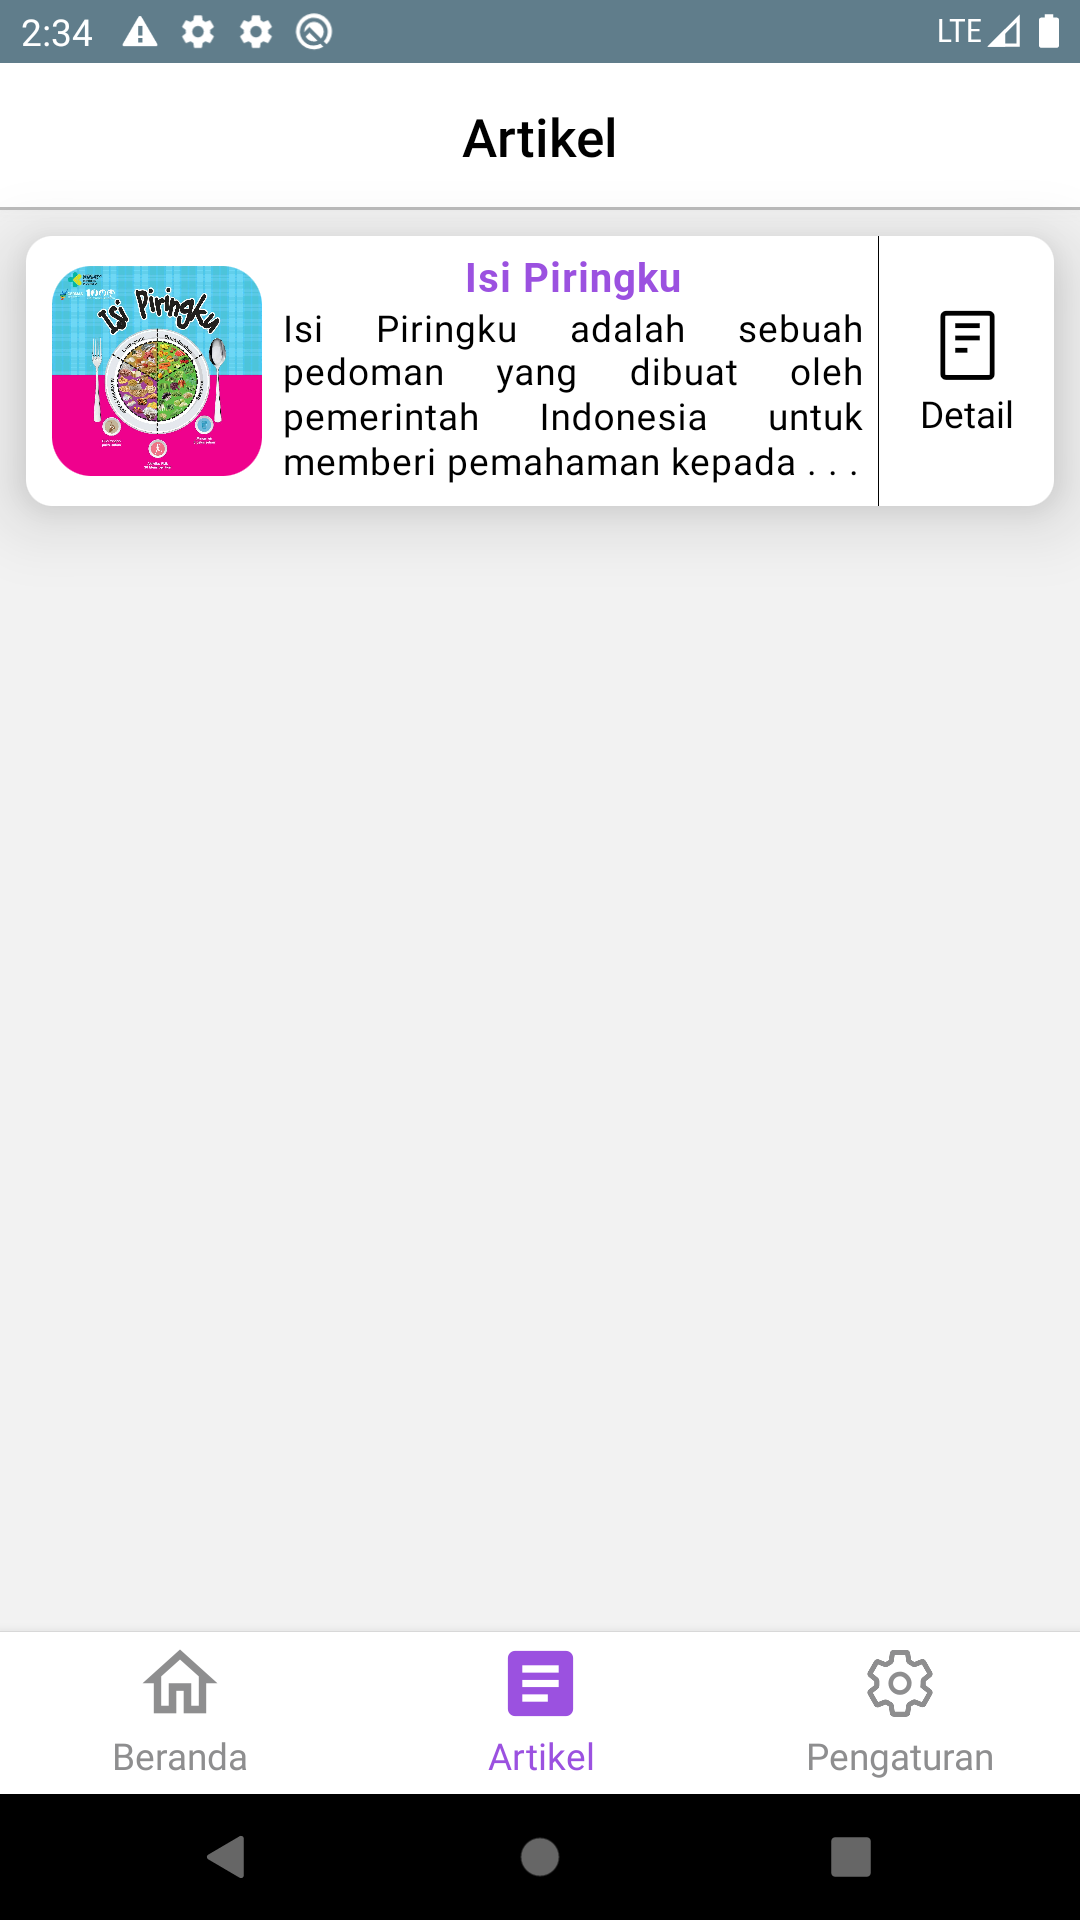 2:34
LTE
Artikel
Isi Piringku
Isi Piringku
Isi Piringku adalah sebuah
pedoman yang dibuat oleh
pemerintah Indonesia untuk
memberi pemahaman kepada . . .
Detail
Beranda
Artikel
Pengaturan